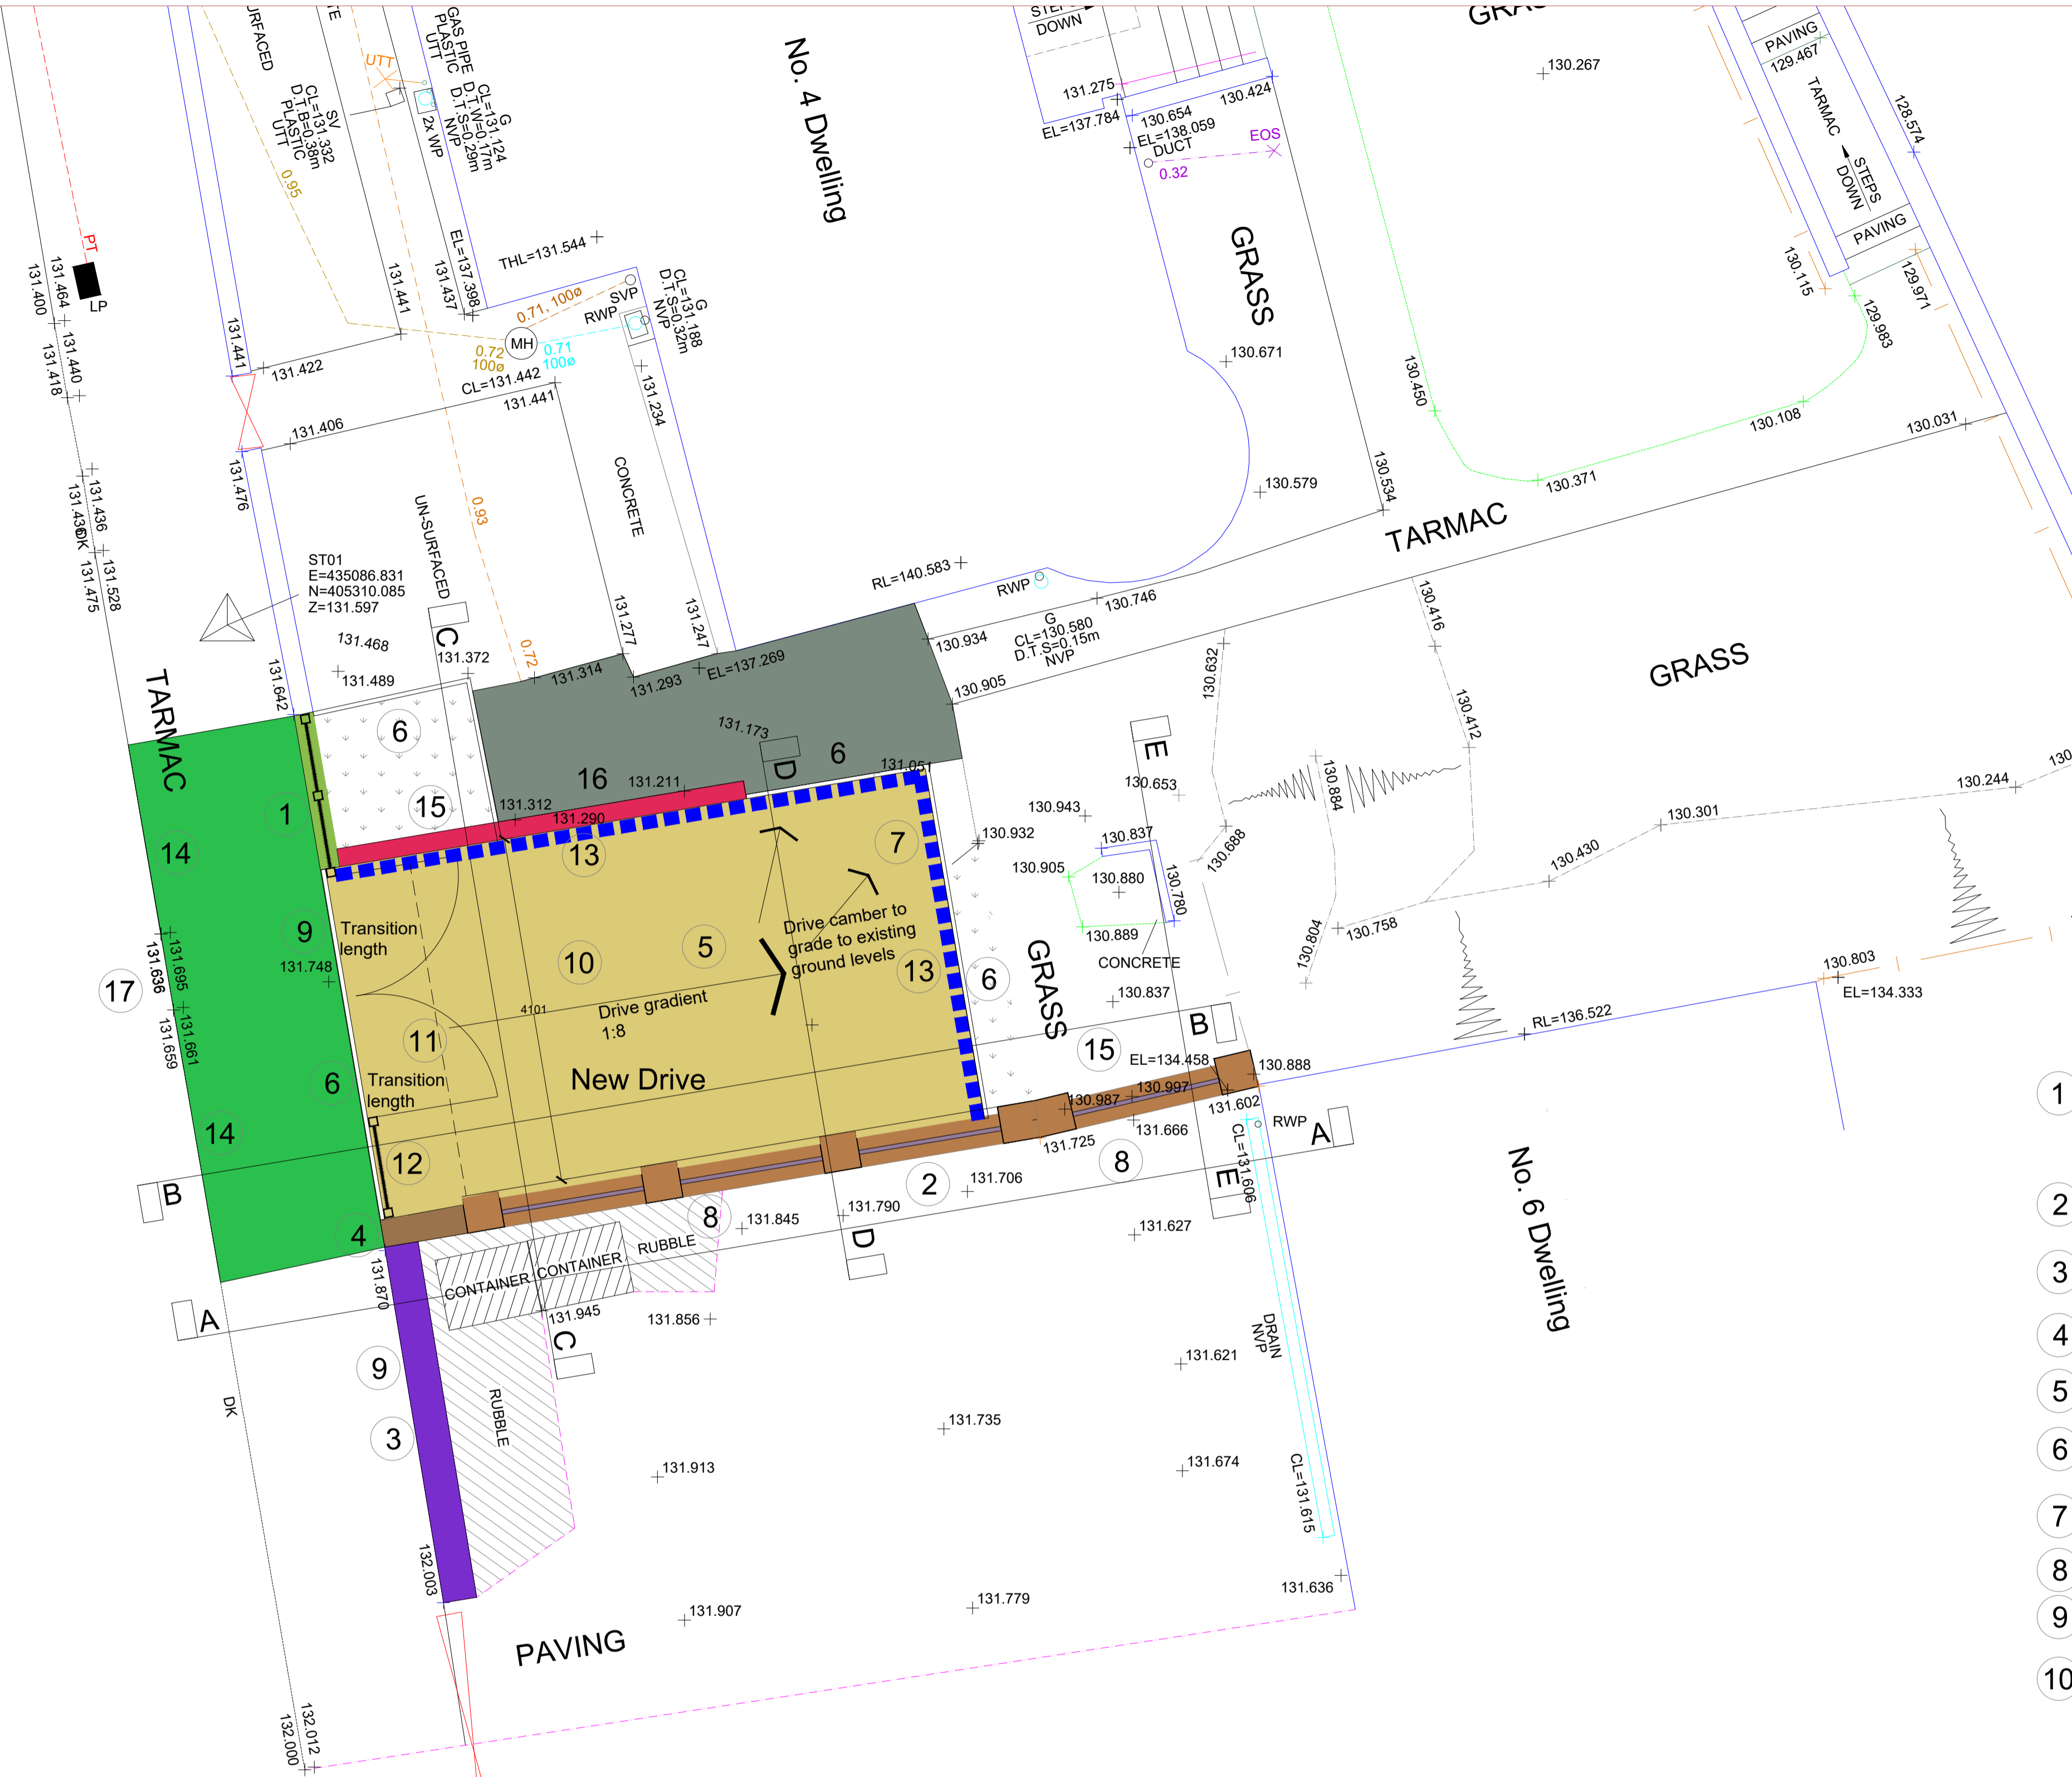 URFACED
TE
GAS PIPE
PLASTIC
UTT
G
CL=131.124
D.T.W=0.17m
D.T.S=0.29m
NVP
UTT
SV
CL=131.332
D.T.B=0.38m
PLASTIC
UTT
2x WP
0.95
No. 4 Dwelling
STEPS
DOWN
131.275
130.424
EL=137.784
130.654
EL=138.059
DUCT
EOS
0.32
GRASS
130.267
PAVING
129.467
TARMAC
STEPS
DOWN
128.574
PAVING
130.115
129.971
129.983
PT
LP
131.464
131.400
131.440
131.418
131.436
131.436
DK
131.528
131.475
131.441
131.422
131.441
131.437
EL=137.398
THL=131.544
0.71, 100ø
SVP
RWP
G
CL=131.188
D.T.S=0.32m
NVP
MH
0.72
100ø
0.71
100ø
CL=131.442
131.441
131.234
131.406
131.476
GRASS
130.671
130.450
130.579
130.534
130.371
130.108
130.031
TARMAC
CONCRETE
UN-SURFACED
0.93
ST01
E=435086.831
N=405310.085
Z=131.597
RL=140.583
RWP
130.746
130.934
G
CL=130.580
D.T.S=0.15m
NVP
C
131.468
131.489
131.372
0.72
131.314
131.277
131.293
131.247
EL=137.269
131.642
130.905
130.632
130.416
130.412
GRASS
TARMAC
6
131.173
D
6
16
131.211
131.051
1
15
131.312
131.290
14
13
7
E
130.653
130.943
130.932
130.837
130.688
130.884
130.244
130.
130.301
130.430
130.905
130.880
130.780
130.889
130.758
130.804
CONCRETE
9
Transition
length
131.748
10
5
Drive camber to
grade to existing
ground levels
13
6
GRASS
130.837
17
131.636
131.695
131.659
131.661
4101
Drive gradient
1:8
11
130.803
EL=134.333
RL=136.522
B
15
EL=134.458
130.888
6
Transition
length
New Drive
130.997
130.987
131.602
RWP
1
14
12
131.666
131.725
8
A
B
2
131.706
E
CL=131.606
2
8
131.845
131.790
D
131.627
No. 6 Dwelling
4
RUBBLE
CONTAINER
CONTAINER
131.870
3
A
131.945
131.856
C
DRAIN
NVP
4
9
131.621
DK
RUBBLE
5
3
131.735
6
131.913
131.674
CL=131.615
7
132.003
131.636
8
131.907
131.779
9
PAVING
10
132.012
132.000